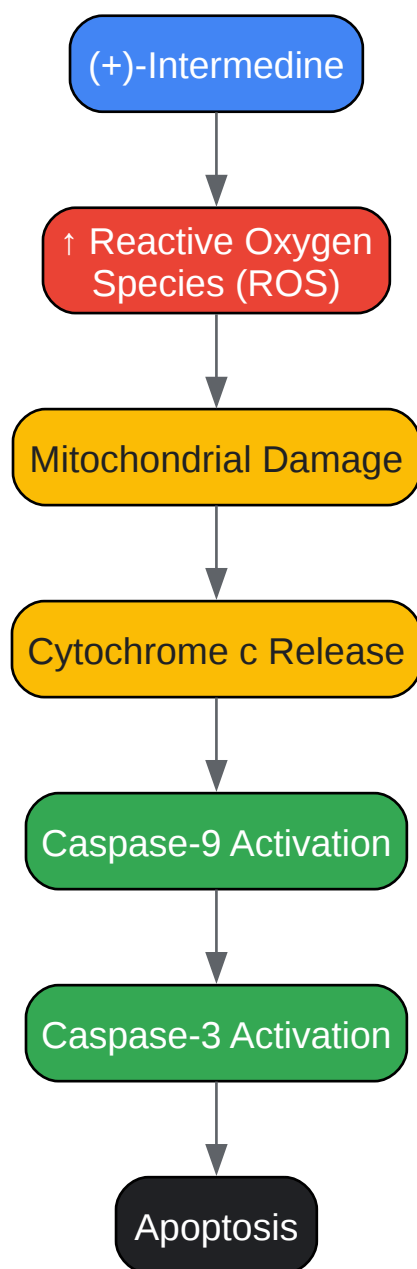 (+)-Intermedine
↑ Reactive Oxygen
Species (ROS)
Mitochondrial Damage
Cytochrome c Release
Caspase-9 Activation
Caspase-3 Activation
Apoptosis